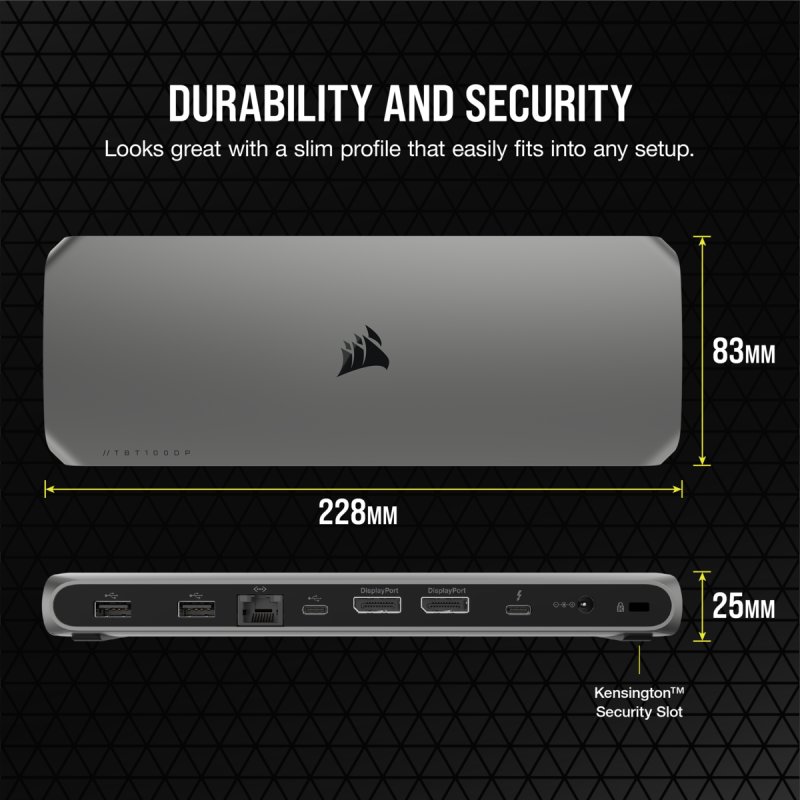 DURABILITY AND SECURITY
Looks great with a slim profile that easily fits into any setup.
83MM
//TBT100DP
228MM
DisplayPort DisplayPort
25MM
Kensington™
Security Slot